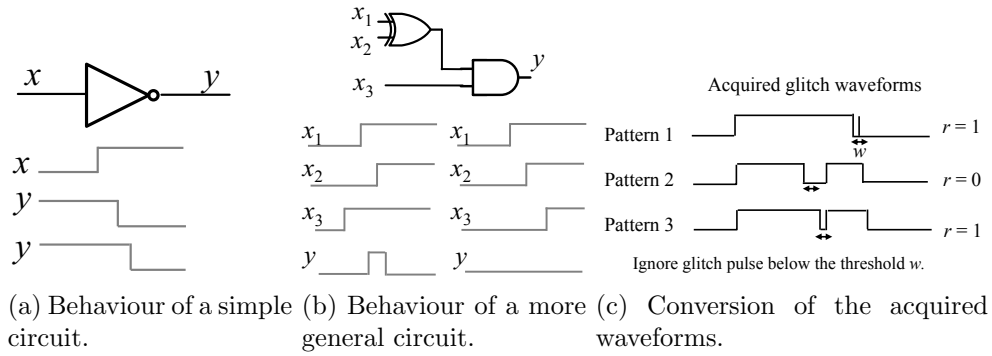 x y
x
y
y
(a) Behaviour of a simple circuit.
x1
x2
x3
y
x1 x1
x2 x2
x3 x3
y y
(b) Behaviour of a more general circuit.
Acquired glitch waveforms
Pattern 1 r = 1
w
Pattern 2 r = 0
Pattern 3 r = 1
Ignore glitch pulse below the threshold w.
(c) Conversion of the acquired waveforms.